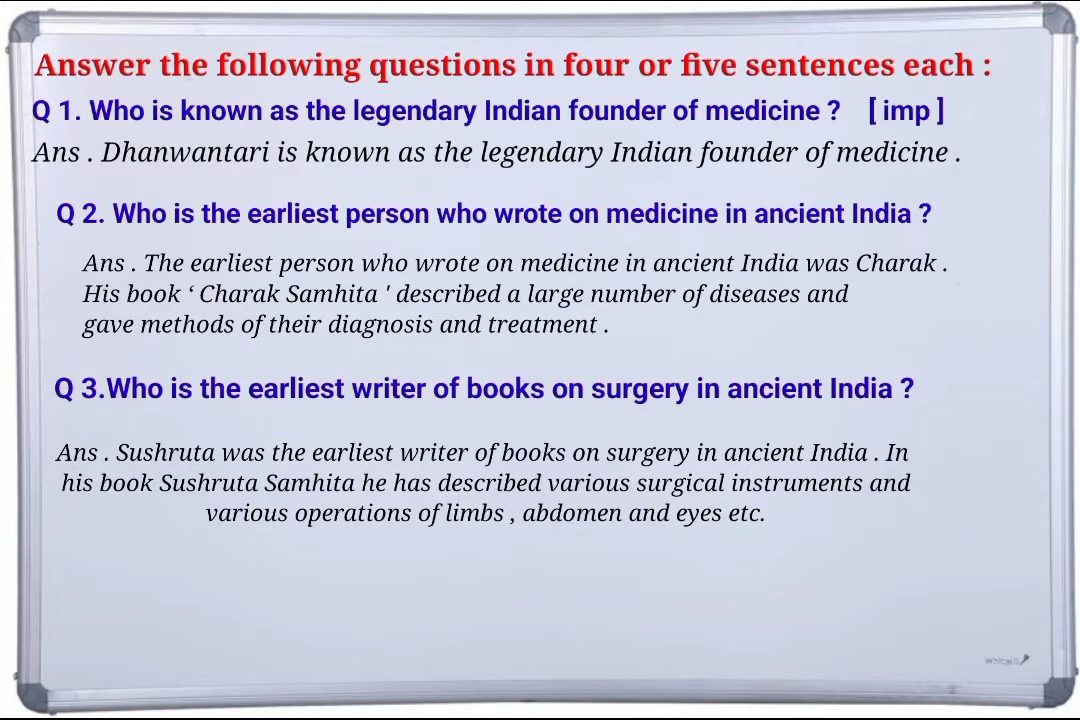 Answer the following questions in four or five sentences each :
Q 1. Who is known as the legendary Indian founder of medicine ? [ imp ]
Ans . Dhanwantari is known as the legendary Indian founder of medicine .
Q 2. Who is the earliest person who wrote on medicine in ancient India ?
Ans . The earliest person who wrote on medicine in ancient India was Charak .
His book ‘ Charak Samhita ' described a large number of diseases and
gave methods of their diagnosis and treatment .
Q 3.Who is the earliest writer of books on surgery in ancient India ?
Ans . Sushruta was the earliest writer of books on surgery in ancient India . In
his book Sushruta Samhita he has described various surgical instruments and
various operations of limbs , abdomen and eyes etc.